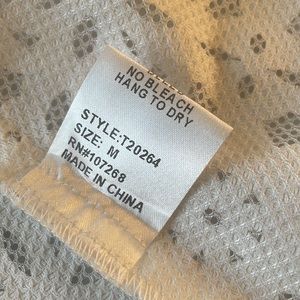 NO BLEACH
HANG TO DRY
STYLE:T20264
SIZE: M
RN#107268
MADE IN CHINA